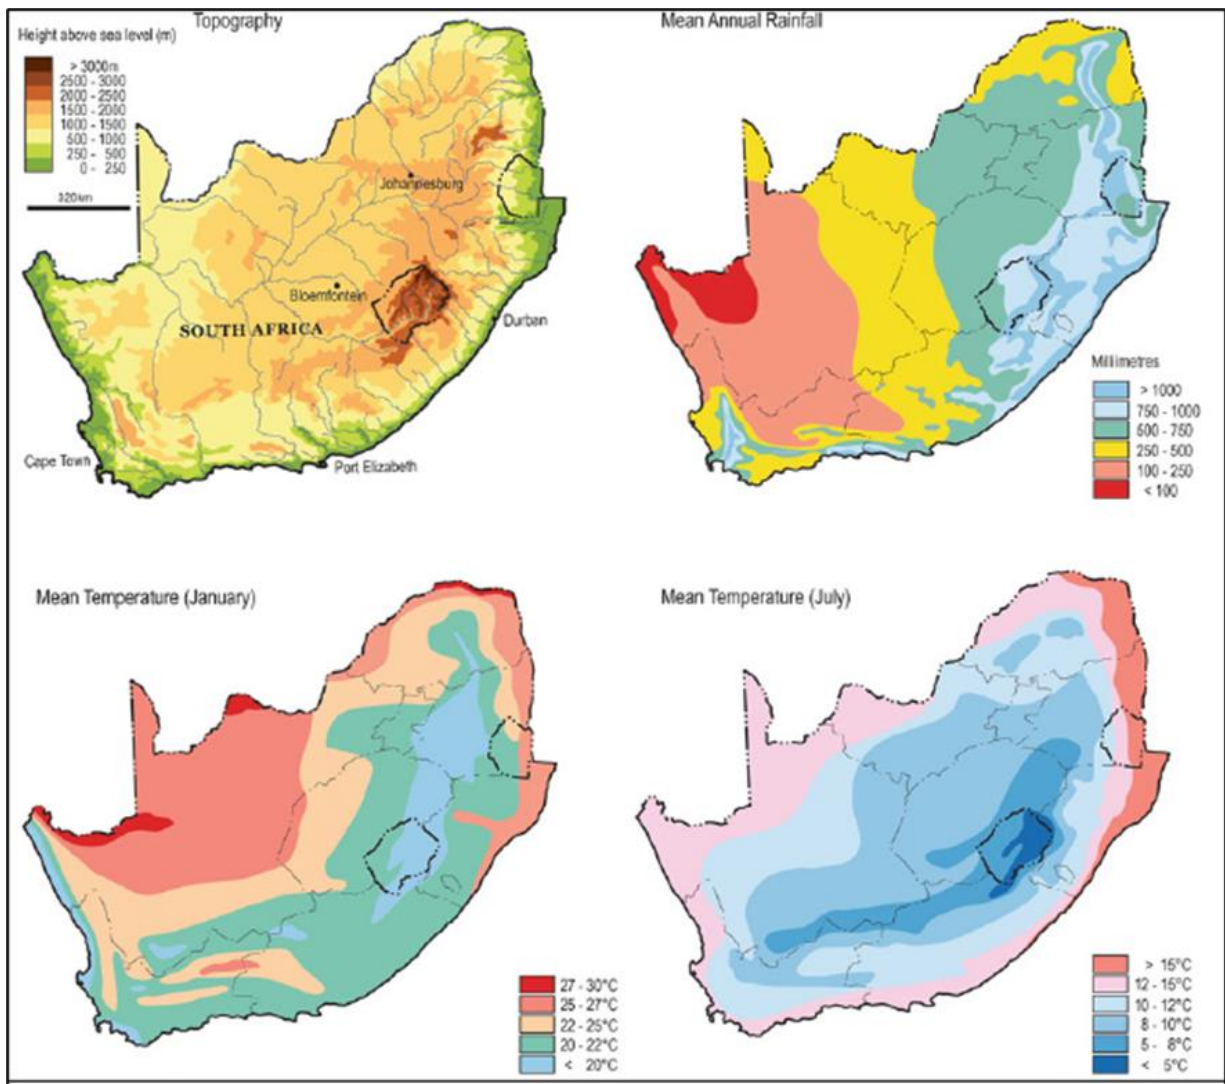 Topography
Height above sea level (m)
> 3000m
2500 - 3000
2000 - 2500
1500 - 2000
1000 - 1500
500 - 1000
250 - 500
0 - 250
320km
Johannesburg
Bloemfontein
SOUTH AFRICA
Durban
Cape Town
Port Elizabeth
Mean Annual Rainfall
Millimetres
> 1000
750 - 1000
500 - 750
250 - 500
100 - 250
< 100
Mean Temperature (January)
27 - 30°C
25 - 27°C
22 - 25°C
20 - 22°C
< 20°C
Mean Temperature (July)
> 15°C
12 - 15°C
10 - 12°C
8 - 10°C
5 - 8°C
< 5°C